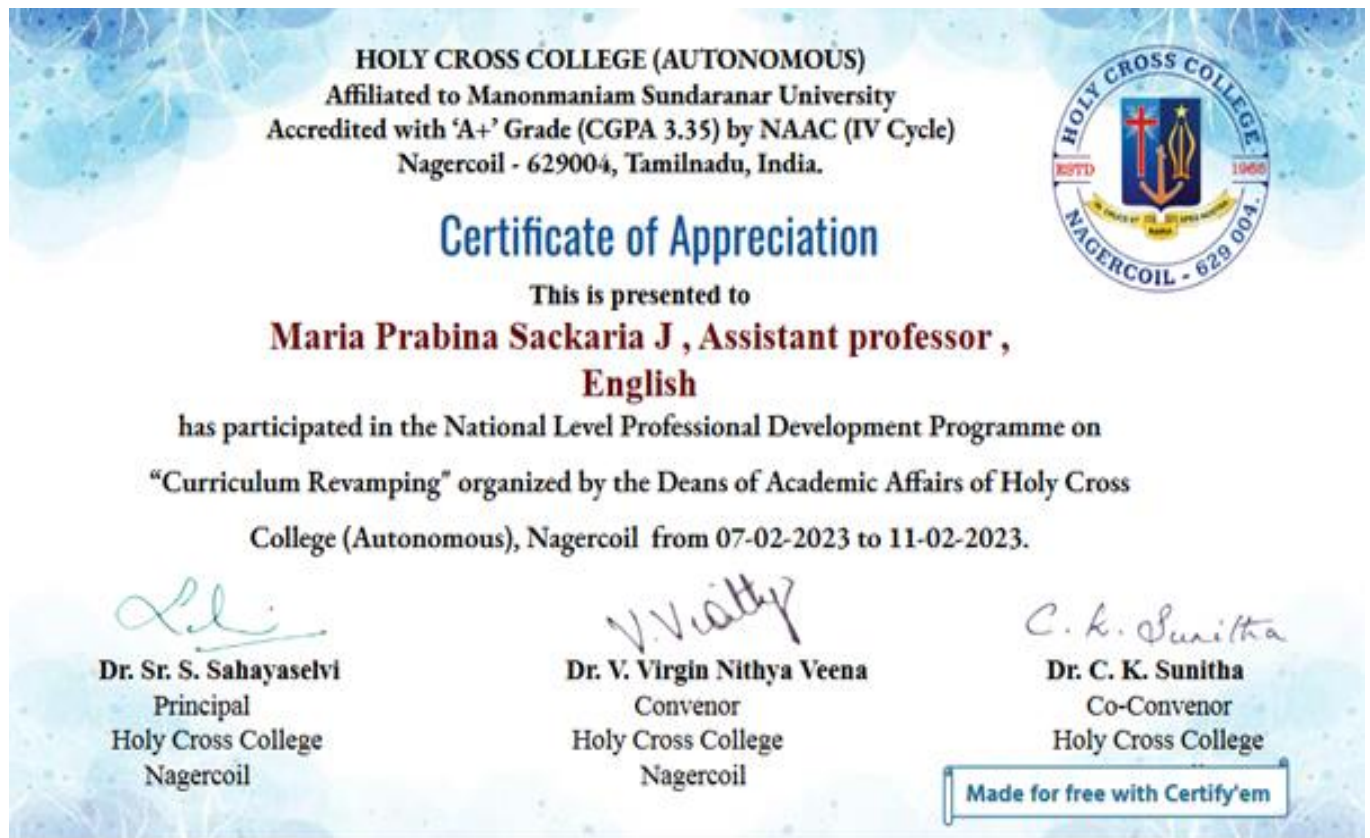 HOLY CROSS COLLEGE (AUTONOMOUS)
Affiliated to Manonmaniam Sundaranar University
Accredited with ‘A+’ Grade (CGPA 3.35) by NAAC (IV Cycle)
Nagercoil - 629004, Tamilnadu, India.
HOLY CROSS COLLEGE
ESTD 1965
NAGERCOIL - 629 004.
Certificate of Appreciation
This is presented to
Maria Prabina Sackaria J , Assistant professor ,
English
has participated in the National Level Professional Development Programme on
“Curriculum Revamping” organized by the Deans of Academic Affairs of Holy Cross
College (Autonomous), Nagercoil from 07-02-2023 to 11-02-2023.
C. K. Sunitha
Dr. Sr. S. Sahayaselvi
Principal
Holy Cross College
Nagercoil
Dr. V. Virgin Nithya Veena
Convenor
Holy Cross College
Nagercoil
Dr. C. K. Sunitha
Co-Convenor
Holy Cross College
Made for free with Certify'em